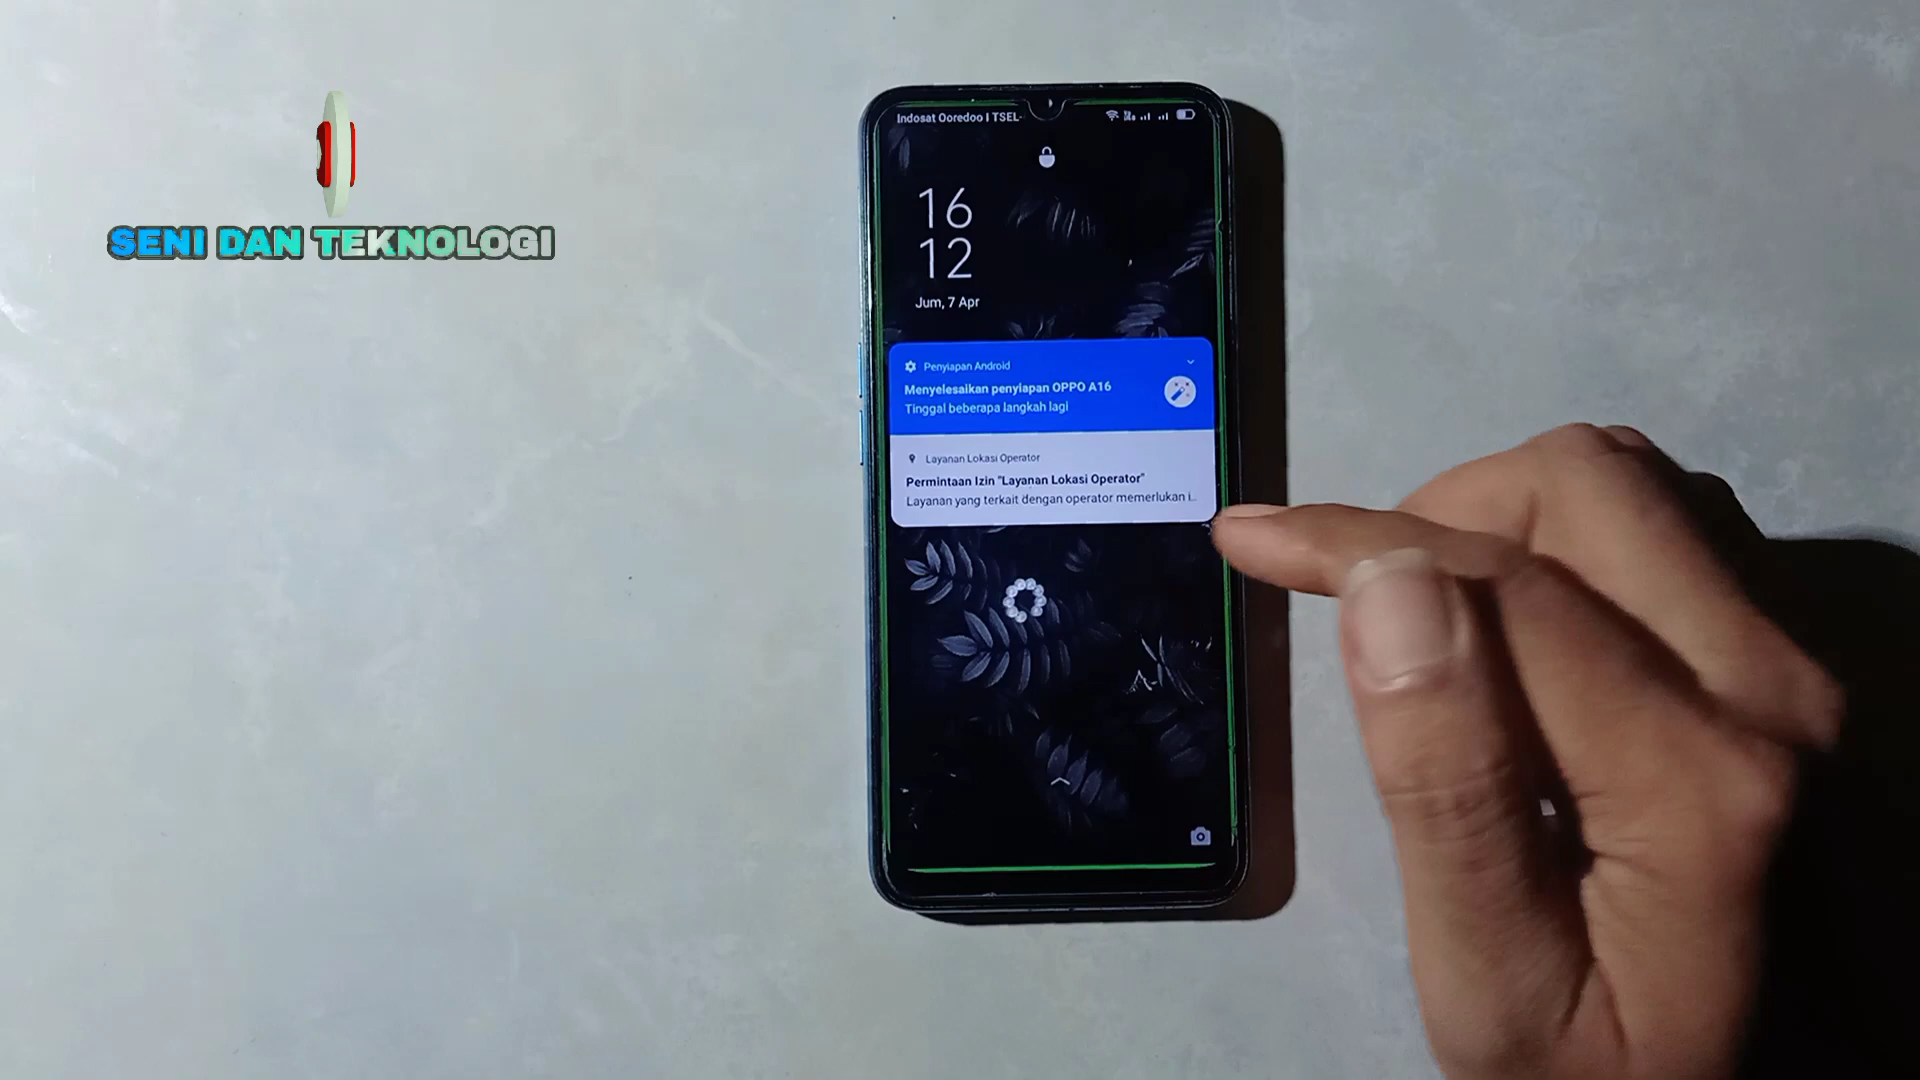 SENI DAN TEKNOLOGI
Indosat Ooredoo | TSEL-
16
12
Jum, 7 Apr
Penyiapan Android
Menyelesaikan penyiapan OPPO A16
Tinggal beberapa langkah lagi
Layanan Lokasi Operator
Permintaan Izin "Layanan Lokasi Operator"
Layanan yang terkait dengan operator memerlukan i...